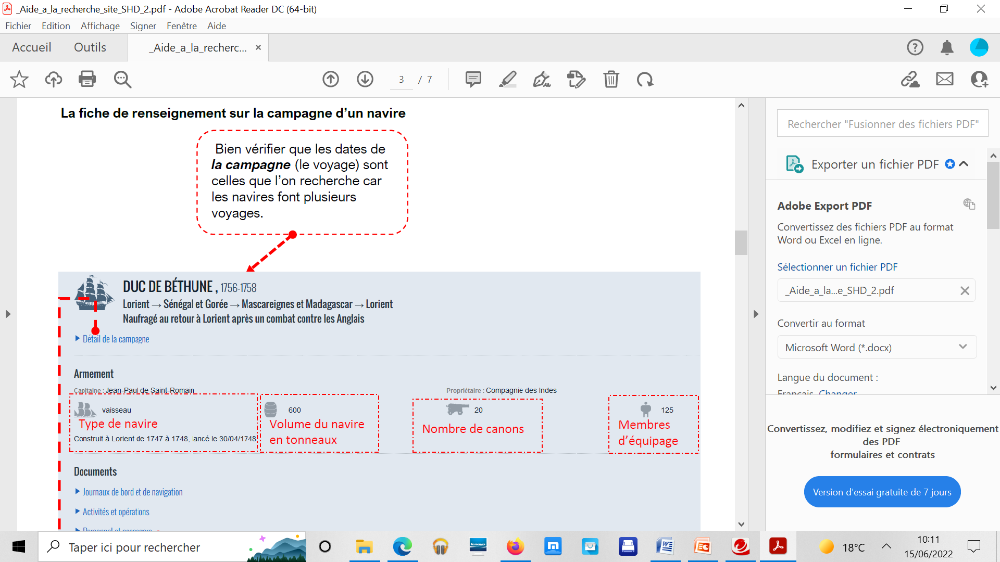 _Aide_a_la_recherche_site_SHD_2.pdf - Adobe Acrobat Reader DC (64-bit)
Fichier Edition Affichage Signer Fenêtre Aide
Accueil Outils _Aide_a_la_recherc...
3 / 7
La fiche de renseignement sur la campagne d’un navire
Bien vérifier que les dates de
la campagne (le voyage) sont
celles que l’on recherche car
les navires font plusieurs
voyages.
DUC DE BÉTHUNE , 1756-1758
Lorient → Sénégal et Gorée → Mascareignes et Madagascar → Lorient
Naufragé au retour à Lorient après un combat contre les Anglais
Détail de la campagne
Armement
Capitaine : Jean-Paul de Saint-Romain
Propriétaire : Compagnie des Indes
vaisseau
Type de navire
Construit à Lorient de 1747 à 1748, lancé le 30/04/1748
600
Volume du navire
en tonneaux
20
Nombre de canons
125
Membres
d’équipage
Documents
Journaux de bord et de navigation
Activités et opérations
Rechercher "Fusionner des fichiers PDF"
Exporter un fichier PDF
Adobe Export PDF
Convertissez des fichiers PDF au format
Word ou Excel en ligne.
Sélectionner un fichier PDF
_Aide_a_la...e_SHD_2.pdf
Convertir au format
Microsoft Word (*.docx)
Langue du document :
Français Changer
Convertissez, modifiez et signez électroniquement
des PDF
formulaires et contrats
Version d'essai gratuite de 7 jours
Taper ici pour rechercher
lenovo
18°C
10:11
15/06/2022